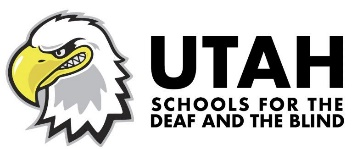 UTAH
SCHOOLS FOR THE
DEAF AND THE BLIND